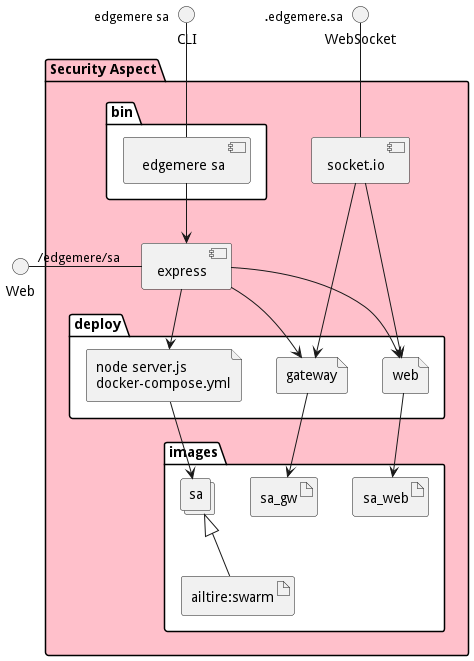 edgemere sa
.edgemere.sa
CLI
WebSocket
Security Aspect
bin
edgemere sa
socket.io
/edgemere/sa
Web
express
deploy
node server.js
docker-compose.yml
gateway
web
images
sa
sa_gw
sa_web
ailtire:swarm